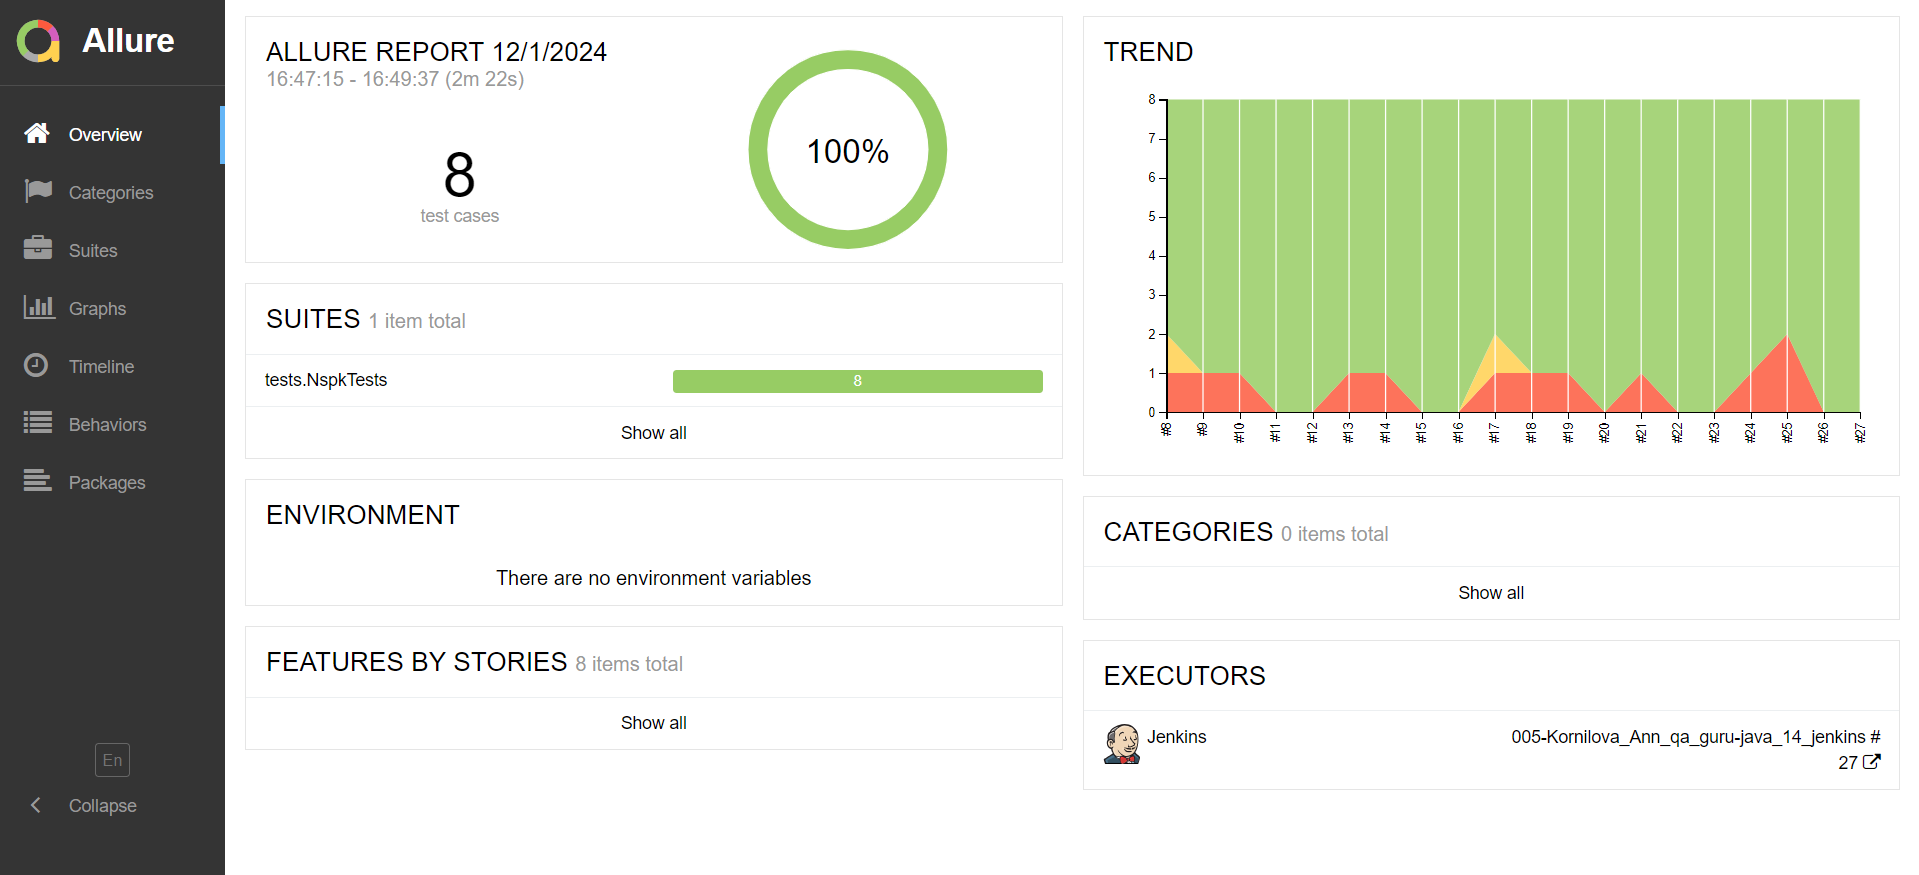 Allure
Overview
Categories
Suites
Graphs
Timeline
Behaviors
Packages
En
Collapse
ALLURE REPORT 12/1/2024
16:47:15 - 16:49:37 (2m 22s)
8
test cases
100%
SUITES 1 item total
tests.NspkTests 8
Show all
ENVIRONMENT
There are no environment variables
FEATURES BY STORIES 8 items total
Show all
TREND
8
7
6
5
4
3
2
1
0
#8 #9 #10 #11 #12 #13 #14 #15 #16 #17 #18 #19 #20 #21 #22 #23 #24 #25 #26 #27
CATEGORIES 0 items total
Show all
EXECUTORS
Jenkins 005-Kornilova_Ann_qa_guru-java_14_jenkins #
27